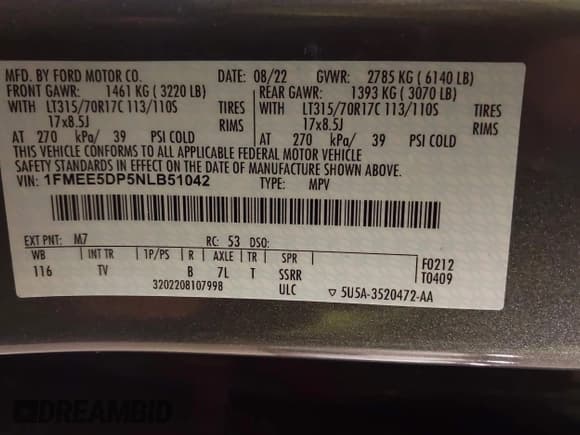 MFD. BY FORD MOTOR CO. DATE: 08/22 GVWR: 2785 KG ( 6140 LB)
FRONT GAWR: 1461 KG ( 3220 LB) REAR GAWR: 1393 KG ( 3070 LB)
WITH LT315/70R17C 113/110S TIRES WITH LT315/70R17C 113/110S TIRES
17x8.5J RIMS 17x8.5J RIMS
AT 270 kPa/ 39 PSI COLD AT 270 kPa/ 39 PSI COLD
THIS VEHICLE CONFORMS TO ALL APPLICABLE FEDERAL MOTOR VEHICLE
SAFETY STANDARDS IN EFFECT ON THE DATE OF MANUFACTURE SHOWN ABOVE.
VIN: 1FMEE5DP5NLB51042 TYPE: MPV
EXT PNT: M7 RC: 53 DSO:
WB INT TR 1P/PS R AXLE TR SPR F0212
116 TV B 7L T SSRR T0409
3202208107998 ULC ▽ 5U5A-3520472-AA
DREAMBID